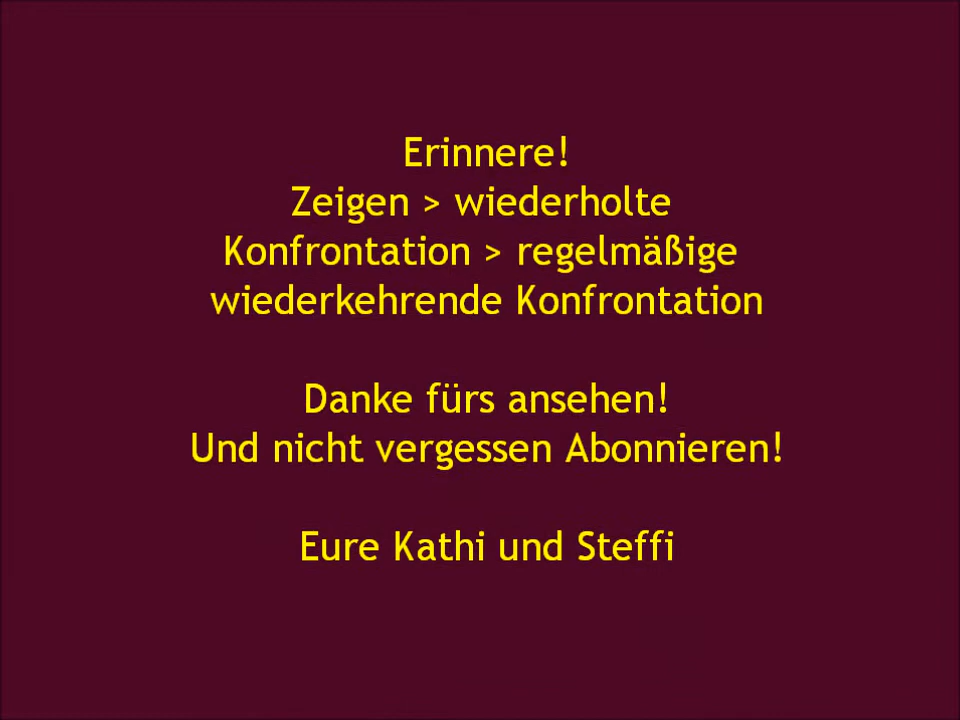 Erinnere!
Zeigen > wiederholte
Konfrontation > regelmäßige
wiederkehrende Konfrontation
Danke fürs ansehen!
Und nicht vergessen Abonnieren!
Eure Kathi und Steffi